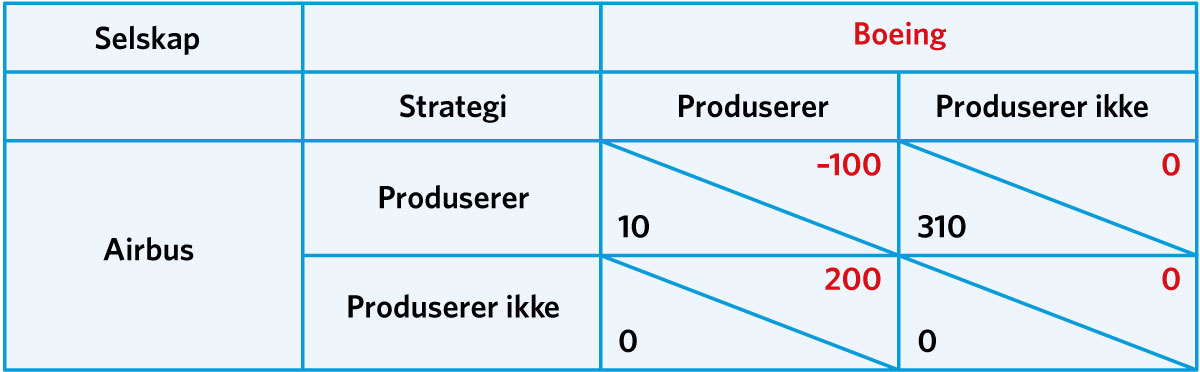 Selskap
Boeing
Strategi
Produserer
Produserer ikke
Airbus
Produserer
–100
10
0
310
Produserer ikke
200
0
0
0